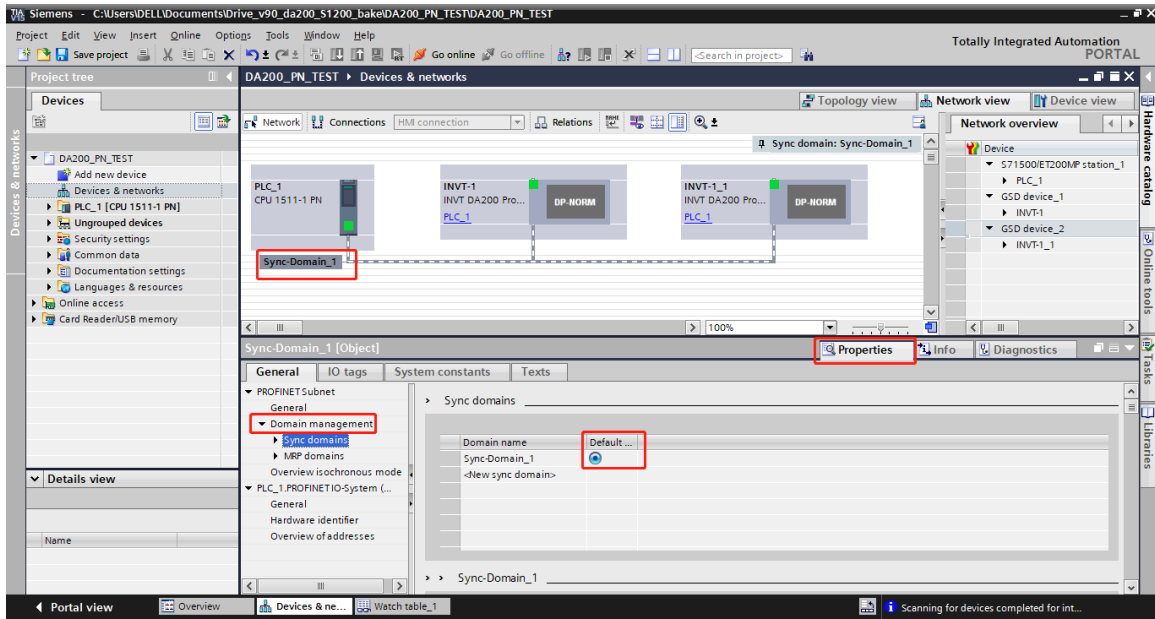 Siemens - C:\Users\DELL\Documents\Drive_v90_da200_S1200_bake\DA200_PN_TEST\DA200_PN_TEST
Project Edit View Insert Online Options Tools Window Help
Totally Integrated Automation
PORTAL
Save project
Go online
Go offline
<Search in project>
Project tree
DA200_PN_TEST ▸ Devices & networks
Devices
Topology view
Network view
Device view
Network
Connections
HMI connection
Relations
Network overview
Sync domain: Sync-Domain_1
Device
DA200_PN_TEST
Add new device
Devices & networks
PLC_1 [CPU 1511-1 PN]
Ungrouped devices
Security settings
Common data
Documentation settings
Languages & resources
Online access
Card Reader/USB memory
PLC_1
CPU 1511-1 PN
INVT-1
INVT DA200 Pro...
PLC_1
DP-NORM
INVT-1_1
INVT DA200 Pro...
PLC_1
DP-NORM
Sync-Domain_1
S71500/ET200MP station_1
PLC_1
GSD device_1
INVT-1
GSD device_2
INVT-1_1
100%
Sync-Domain_1 [Object]
Properties
Info
Diagnostics
General
IO tags
System constants
Texts
PROFINET Subnet
General
Domain management
Sync domains
MRP domains
Overview isochronous mode
PLC_1.PROFINET IO-System (...
General
Hardware identifier
Overview of addresses
Sync domains
Domain name
Default ...
Sync-Domain_1
<New sync domain>
Sync-Domain_1
Details view
Name
Devices & networks
Hardware catalog
Online tools
Tasks
Libraries
Portal view
Overview
Devices & ne...
Watch table_1
Scanning for devices completed for int...